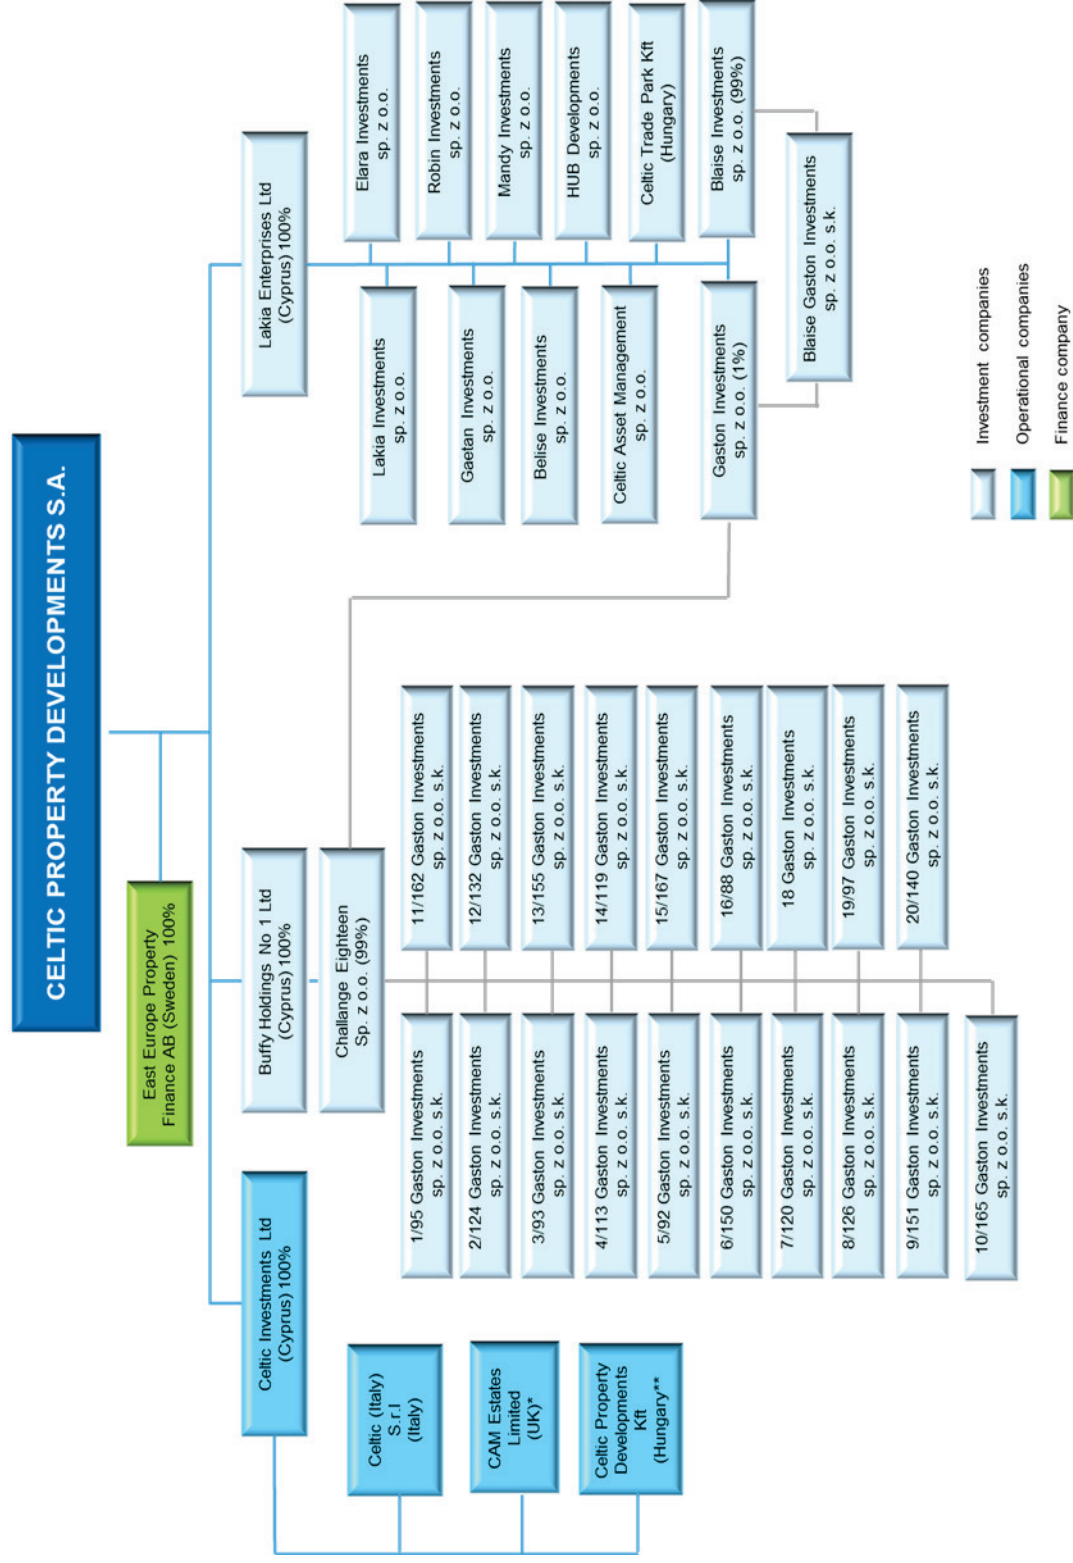 CELTIC PROPERTY DEVELOPMENTS S.A.
East Europe Property
Finance AB (Sweden) 100%
Celtic Investments Ltd
(Cyprus) 100%
Buffy Holdings No 1 Ltd
(Cyprus) 100%
Lakia Enterprises Ltd
(Cyprus) 100%
Celtic (Italy)
S.r.l
(Italy)
CAM Estates
Limited
(UK)*
Celtic Property
Developments
Kft
(Hungary**
Challange Eighteen
Sp. z o.o. (99%)
1/95 Gaston Investments
sp. z o.o. s.k.
2/124 Gaston Investments
sp. z o.o. s.k.
3/93 Gaston Investments
sp. z o.o. s.k.
4/113 Gaston Investments
sp. z o.o. s.k.
5/92 Gaston Investments
sp. z o.o. s.k.
6/150 Gaston Investments
sp. z o.o. s.k.
7/120 Gaston Investments
sp. z o.o. s.k.
8/126 Gaston Investments
sp. z o.o. s.k.
9/151 Gaston Investments
sp. z o.o. s.k.
10/165 Gaston Investments
sp. z o.o. s.k.
11/162 Gaston Investments
sp. z o.o. s.k.
12/132 Gaston Investments
sp. z o.o. s.k.
13/155 Gaston Investments
sp. z o.o. s.k.
14/119 Gaston Investments
sp. z o.o. s.k.
15/167 Gaston Investments
sp. z o.o. s.k.
16/88 Gaston Investments
sp. z o.o. s.k.
18 Gaston Investments
sp. z o.o. s.k.
19/97 Gaston Investments
sp. z o.o. s.k.
20/140 Gaston Investments
sp. z o.o. s.k.
Lakia Investments
sp. z o.o.
Gaetan Investments
sp. z o.o.
Belise Investments
sp. z o.o.
Celtic Asset Management
sp. z o.o.
Gaston Investments
sp. z o.o. (1%)
Elara Investments
sp. z o.o.
Robin Investments
sp. z o.o.
Mandy Investments
sp. z o.o.
HUB Developments
sp. z o.o.
Celtic Trade Park Kft
(Hungary)
Blaise Investments
sp. z o.o. (99%)
Blaise Gaston Investments
sp. z o.o. s.k.
Investment companies
Operational companies
Finance company